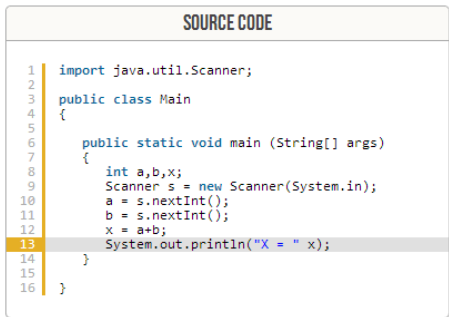 SOURCE CODE
1 import java.util.Scanner;
2
3 public class Main
4 {
5
6 public static void main (String[] args)
7 {
8 int a,b,x;
9 Scanner s = new Scanner(System.in);
10 a = s.nextInt();
11 b = s.nextInt();
12 x = a+b;
13 System.out.println("X = " x);
14 }
15
16 }